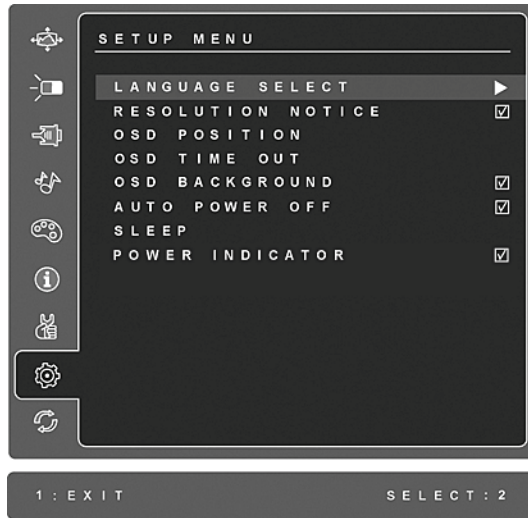 SETUP MENU
LANGUAGE SELECT
RESOLUTION NOTICE
OSD POSITION
OSD TIME OUT
OSD BACKGROUND
AUTO POWER OFF
SLEEP
POWER INDICATOR
1:EXIT SELECT:2